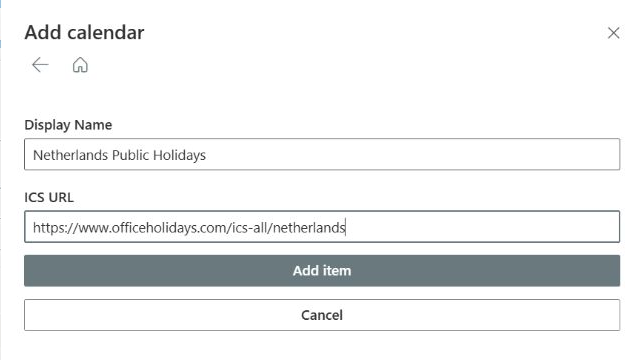 Add calendar
Display Name
Netherlands Public Holidays
ICS URL
https://www.officeholidays.com/ics-all/netherlands
Add item
Cancel